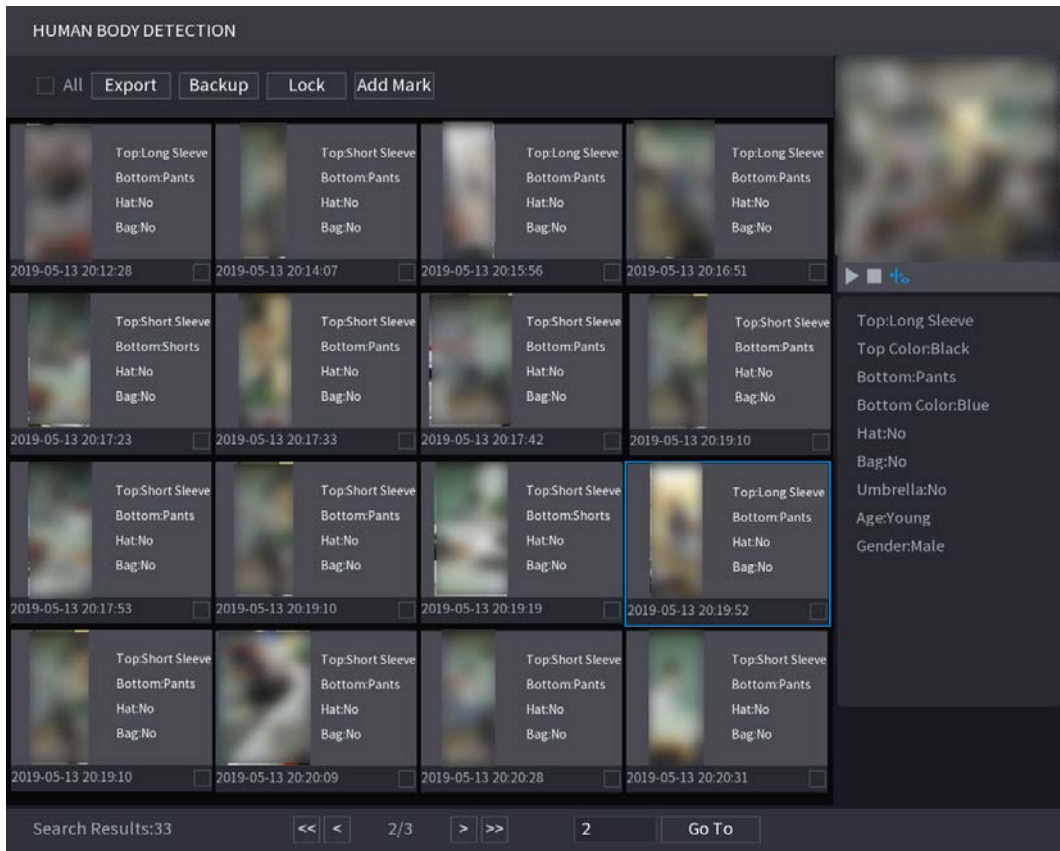 HUMAN BODY DETECTION
All Export Backup Lock Add Mark
Top:Long Sleeve
Bottom:Pants
Hat:No
Bag:No
2019-05-13 20:12:28
Top:Short Sleeve
Bottom:Pants
Hat:No
Bag:No
2019-05-13 20:14:07
Top:Long Sleeve
Bottom:Pants
Hat:No
Bag:No
2019-05-13 20:15:56
Top:Long Sleeve
Bottom:Pants
Hat:No
Bag:No
2019-05-13 20:16:51
Top:Short Sleeve
Bottom:Shorts
Hat:No
Bag:No
2019-05-13 20:17:23
Top:Short Sleeve
Bottom:Pants
Hat:No
Bag:No
2019-05-13 20:17:33
Top:Short Sleeve
Bottom:Pants
Hat:No
Bag:No
2019-05-13 20:17:42
Top:Short Sleeve
Bottom:Pants
Hat:No
Bag:No
2019-05-13 20:19:10
Top:Short Sleeve
Bottom:Pants
Hat:No
Bag:No
2019-05-13 20:17:53
Top:Short Sleeve
Bottom:Pants
Hat:No
Bag:No
2019-05-13 20:19:10
Top:Short Sleeve
Bottom:Shorts
Hat:No
Bag:No
2019-05-13 20:19:19
Top:Long Sleeve
Bottom:Pants
Hat:No
Bag:No
2019-05-13 20:19:52
Top:Short Sleeve
Bottom:Pants
Hat:No
Bag:No
2019-05-13 20:19:10
Top:Short Sleeve
Bottom:Pants
Hat:No
Bag:No
2019-05-13 20:20:09
Top:Short Sleeve
Bottom:Pants
Hat:No
Bag:No
2019-05-13 20:20:28
Top:Short Sleeve
Bottom:Pants
Hat:No
Bag:No
2019-05-13 20:20:31
Top:Long Sleeve
Top Color:Black
Bottom:Pants
Bottom Color:Blue
Hat:No
Bag:No
Umbrella:No
Age:Young
Gender:Male
Search Results:33 << < 2/3 > >> 2 Go To